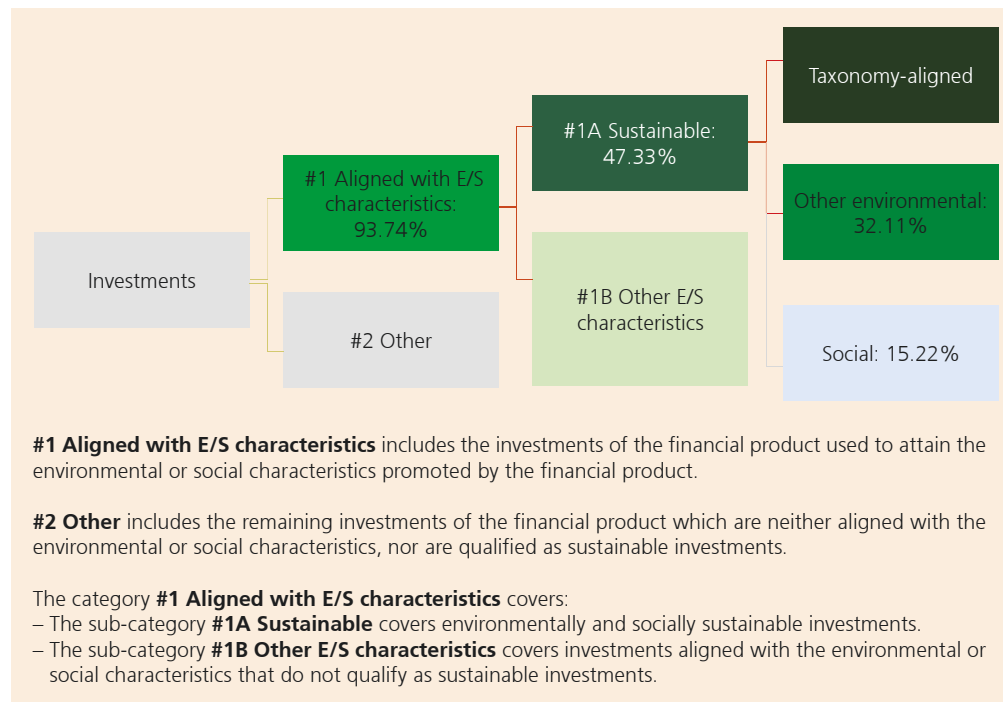 Taxonomy-aligned
#1A Sustainable:
47.33%
#1 Aligned with E/S
characteristics:
93.74%
Other environmental:
32.11%
Investments
#1B Other E/S
characteristics
#2 Other
Social: 15.22%
#1 Aligned with E/S characteristics includes the investments of the financial product used to attain the
environmental or social characteristics promoted by the financial product.
#2 Other includes the remaining investments of the financial product which are neither aligned with the
environmental or social characteristics, nor are qualified as sustainable investments.
The category #1 Aligned with E/S characteristics covers:
– The sub-category #1A Sustainable covers environmentally and socially sustainable investments.
– The sub-category #1B Other E/S characteristics covers investments aligned with the environmental or
social characteristics that do not qualify as sustainable investments.